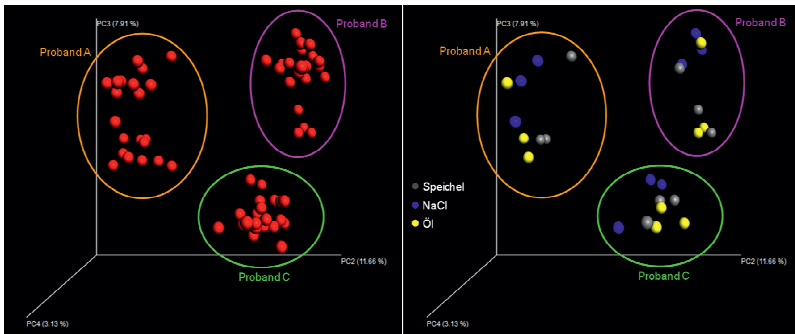 PC3 (7.91 %)
Proband A
Proband B
Proband C
PC2 (11.66 %)
PC4 (3.13 %)
PC3 (7.91 %)
Proband A
Proband B
Speichel
NaCl
Öl
Proband C
PC2 (11.66 %)
PC4 (3.13 %)